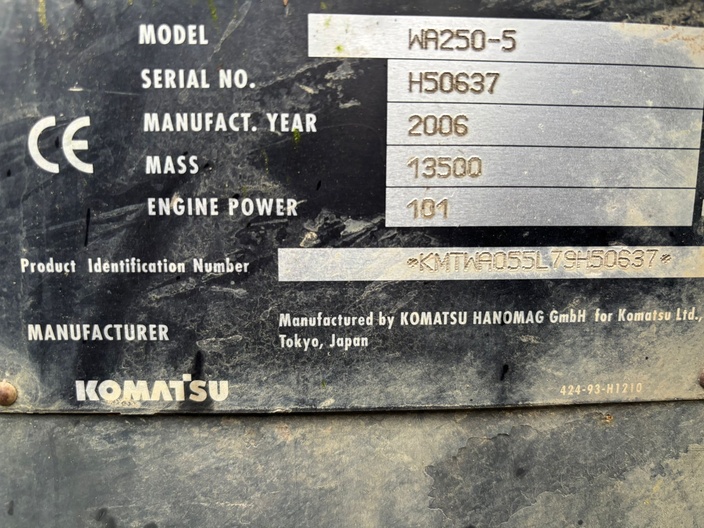 MODEL WA250-5
SERIAL NO. H50637
CE MANUFACT. YEAR 2006
MASS 13500
ENGINE POWER 101
Product Identification Number *KMTWA055L79H50637*
MANUFACTURER Manufactured by KOMATSU HANOMAG GmbH for Komatsu Ltd.,
Tokyo, Japan
KOMATSU 424-93-H1210